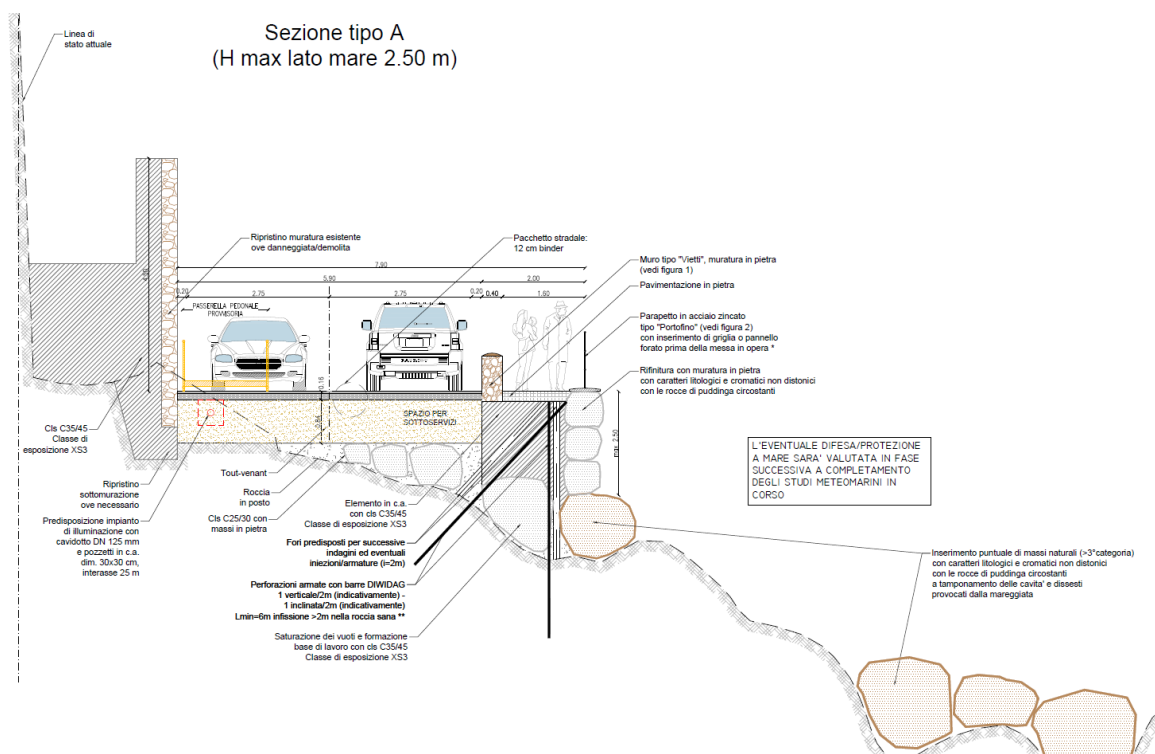 Sezione tipo A
(H max lato mare 2.50 m)
Linea di
stato attuale
Ripristino muratura esistente
ove danneggiata/demolita
Pacchetto stradale:
12 cm binder
7.90
5.90
2.00
0.20
2.75
2.75
0.20
0.40
1.60
PASSERELLA PEDONALE
PROVVISORIA
Muro tipo "Vietti", muratura in pietra
(vedi figura 1)
Pavimentazione in pietra
Parapetto in acciaio zincato
tipo "Portofino" (vedi figura 2)
con inserimento di griglia o pannello
forato prima della messa in opera *
Rifinitura con muratura in pietra
con caratteri litologici e cromatici non distonici
con le rocce di puddinga circostanti
0.16
0.84
SPAZIO PER
SOTTOSERVIZI
max 2.50
Cls C35/45
Classe di
esposizione XS3
Ripristino
sottomurazione
ove necessario
Predisposizione impianto
di illuminazione con
cavidotto DN 125 mm
e pozzetti in c.a.
dim. 30x30 cm,
interasse 25 m
Tout-venant
Roccia
in posto
Cls C25/30 con
massi in pietra
Elemento in c.a.
con cls C35/45
Classe di esposizione XS3
Fori predisposti per successive
indagini ed eventuali
iniezioni/armature (i=2m)
Perforazioni armate con barre DIWIDAG
1 verticale/2m (indicativamente) -
1 inclinata/2m (indicativamente)
Lmin=6m infissione >2m nella roccia sana **
Saturazione dei vuoti e formazione
base di lavoro con cls C35/45
Classe di esposizione XS3
L'EVENTUALE DIFESA/PROTEZIONE
A MARE SARA' VALUTATA IN FASE
SUCCESSIVA A COMPLETAMENTO
DEGLI STUDI METEOMARINI IN
CORSO
Inserimento puntuale di massi naturali (>3°categoria)
con caratteri litologici e cromatici non distonici
con le rocce di puddinga circostanti
a tamponamento delle cavita' e dissesti
provocati dalla mareggiata